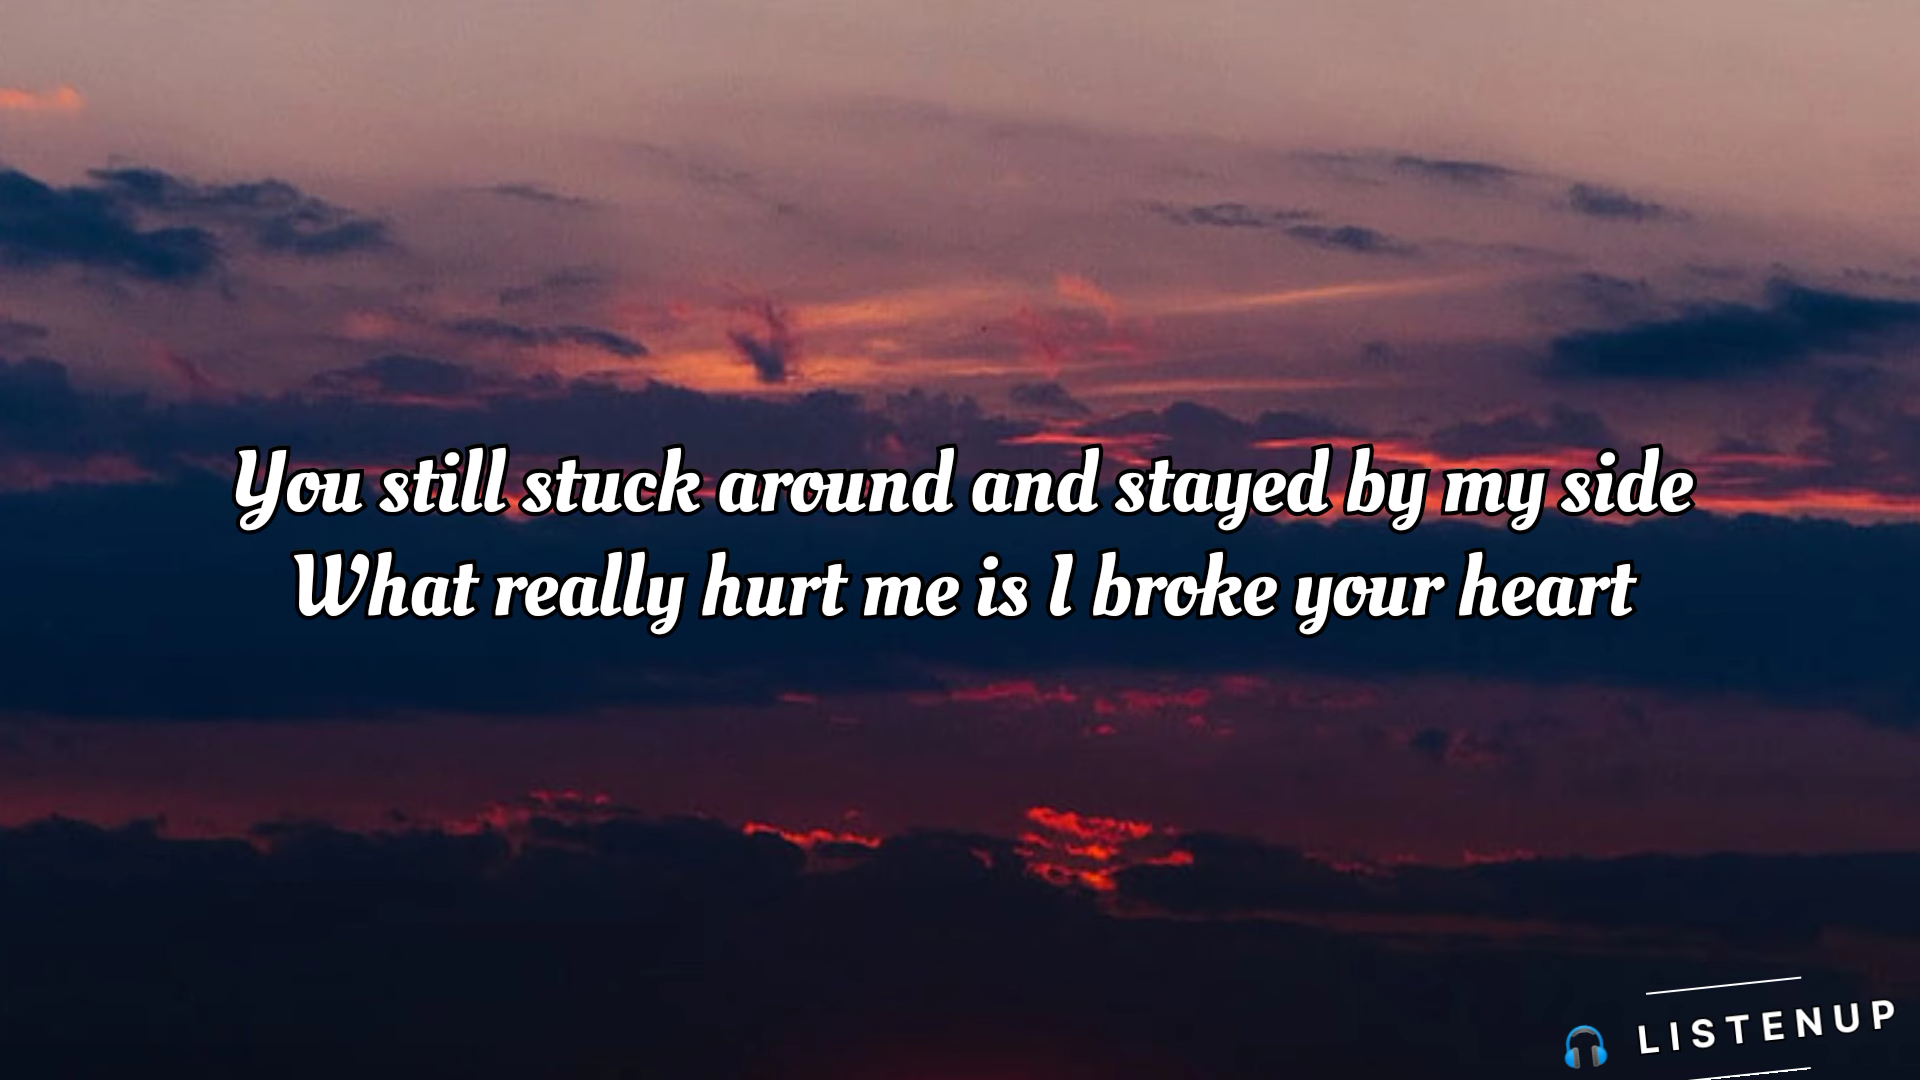 You still stuck around and stayed by my side
What really hurt me is I broke your heart
LISTENUP